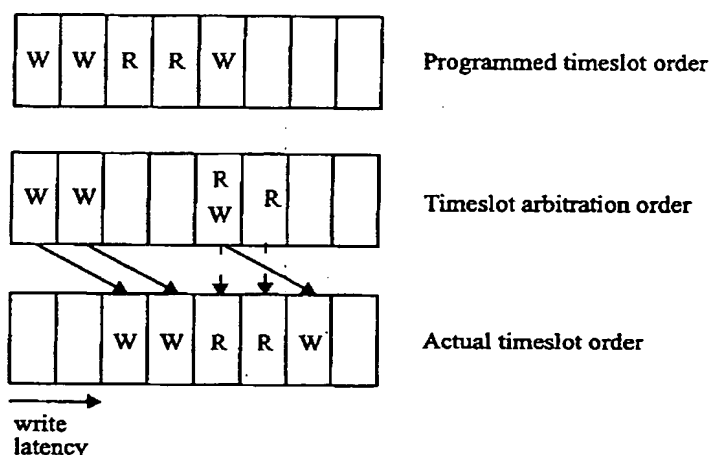 W W R R W Programmed timeslot order
W W R R Timeslot arbitration order
W
W W R R W Actual timeslot order
write
latency